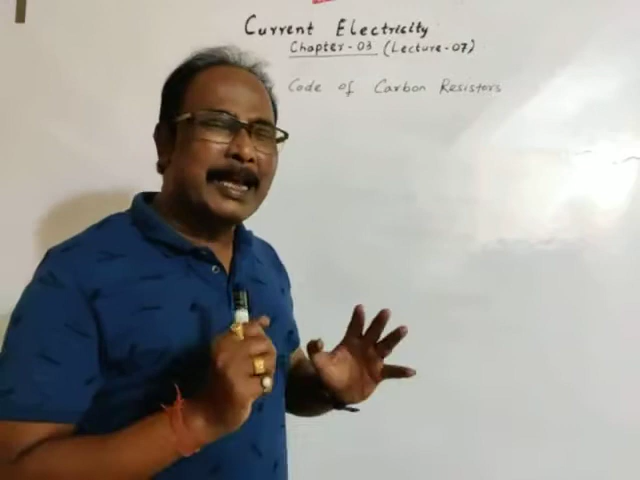 Current Electricity
Chapter-03 (Lecture-07)
Code of Carbon Resistors